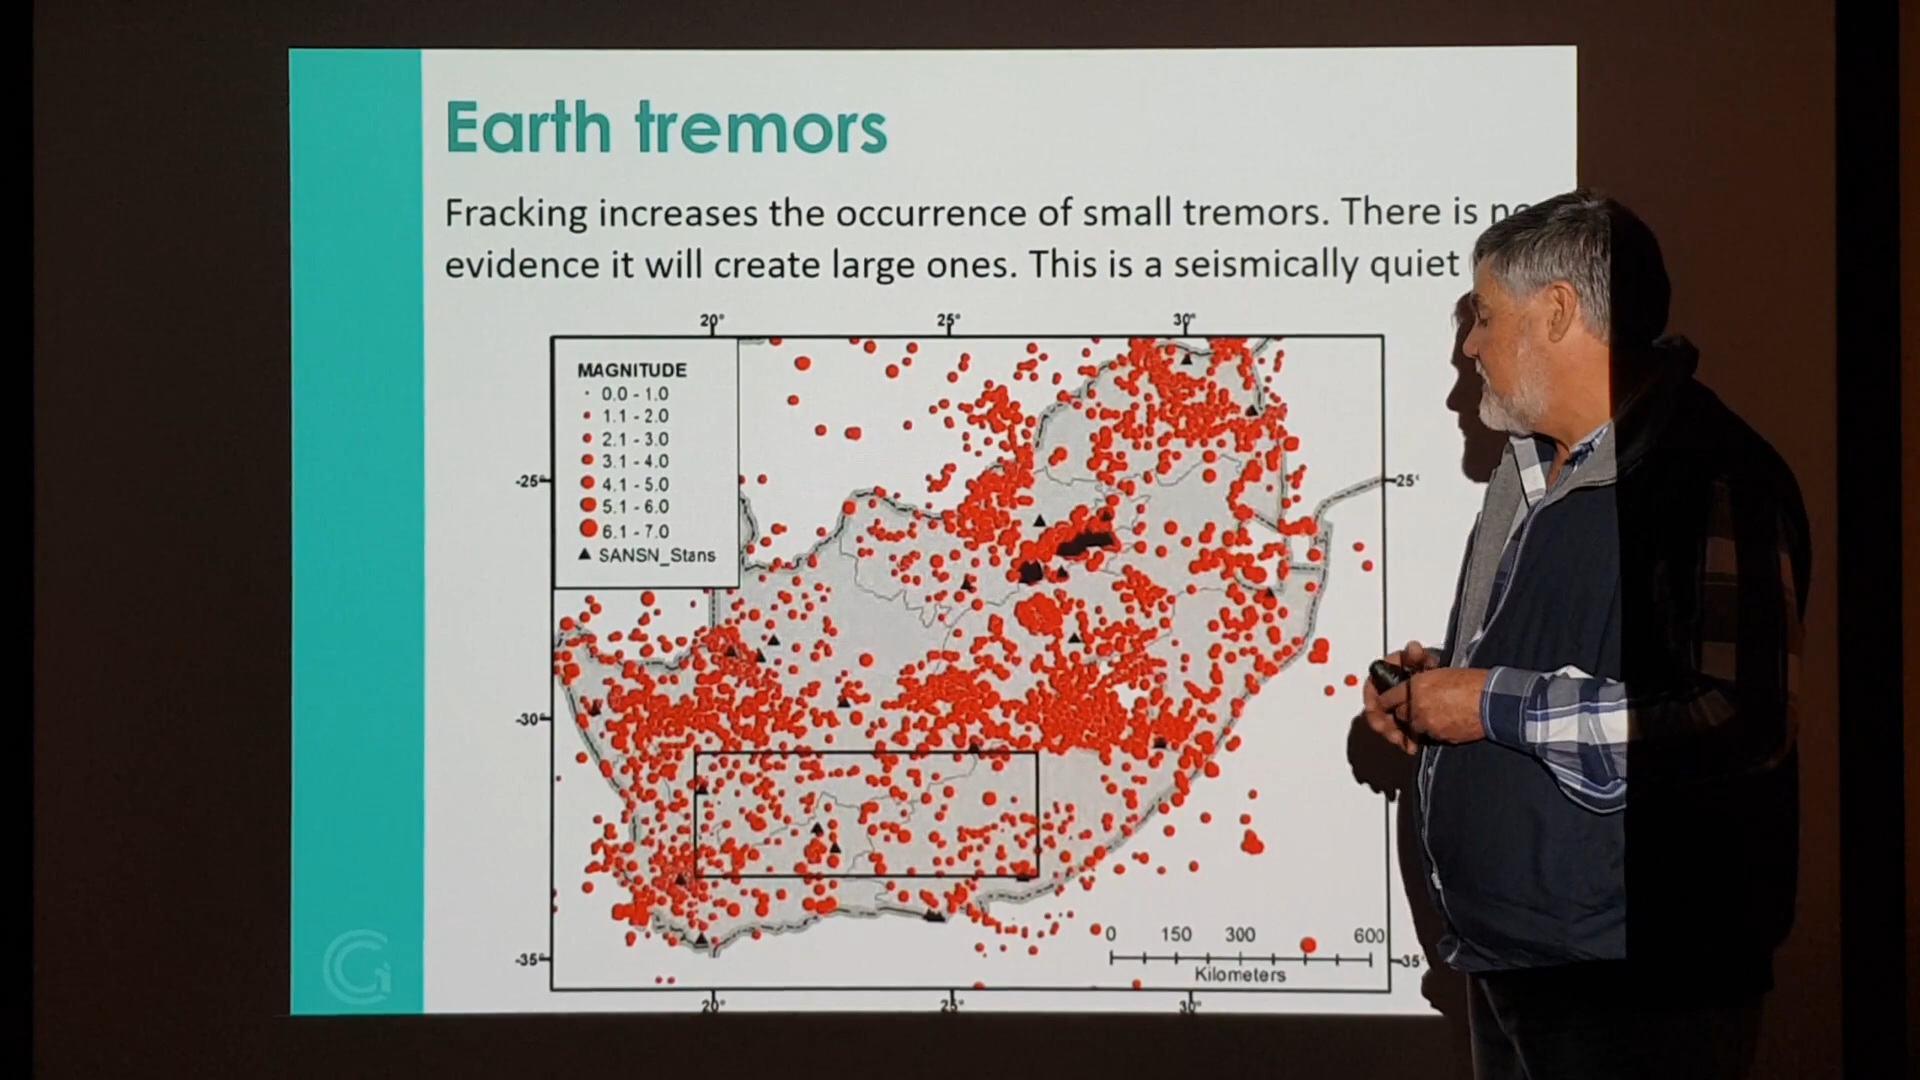 Earth tremors
Fracking increases the occurrence of small tremors. There is
evidence it will create large ones. This is a seismically quiet
20° 25° 30°
MAGNITUDE
0.0 - 1.0
1.1 - 2.0
2.1 - 3.0
3.1 - 4.0
4.1 - 5.0
5.1 - 6.0
6.1 - 7.0
SANSN_Stans
-25° -25°
-30°
0 150 300 600
Kilometers
-35° -35°
20° 25° 30°